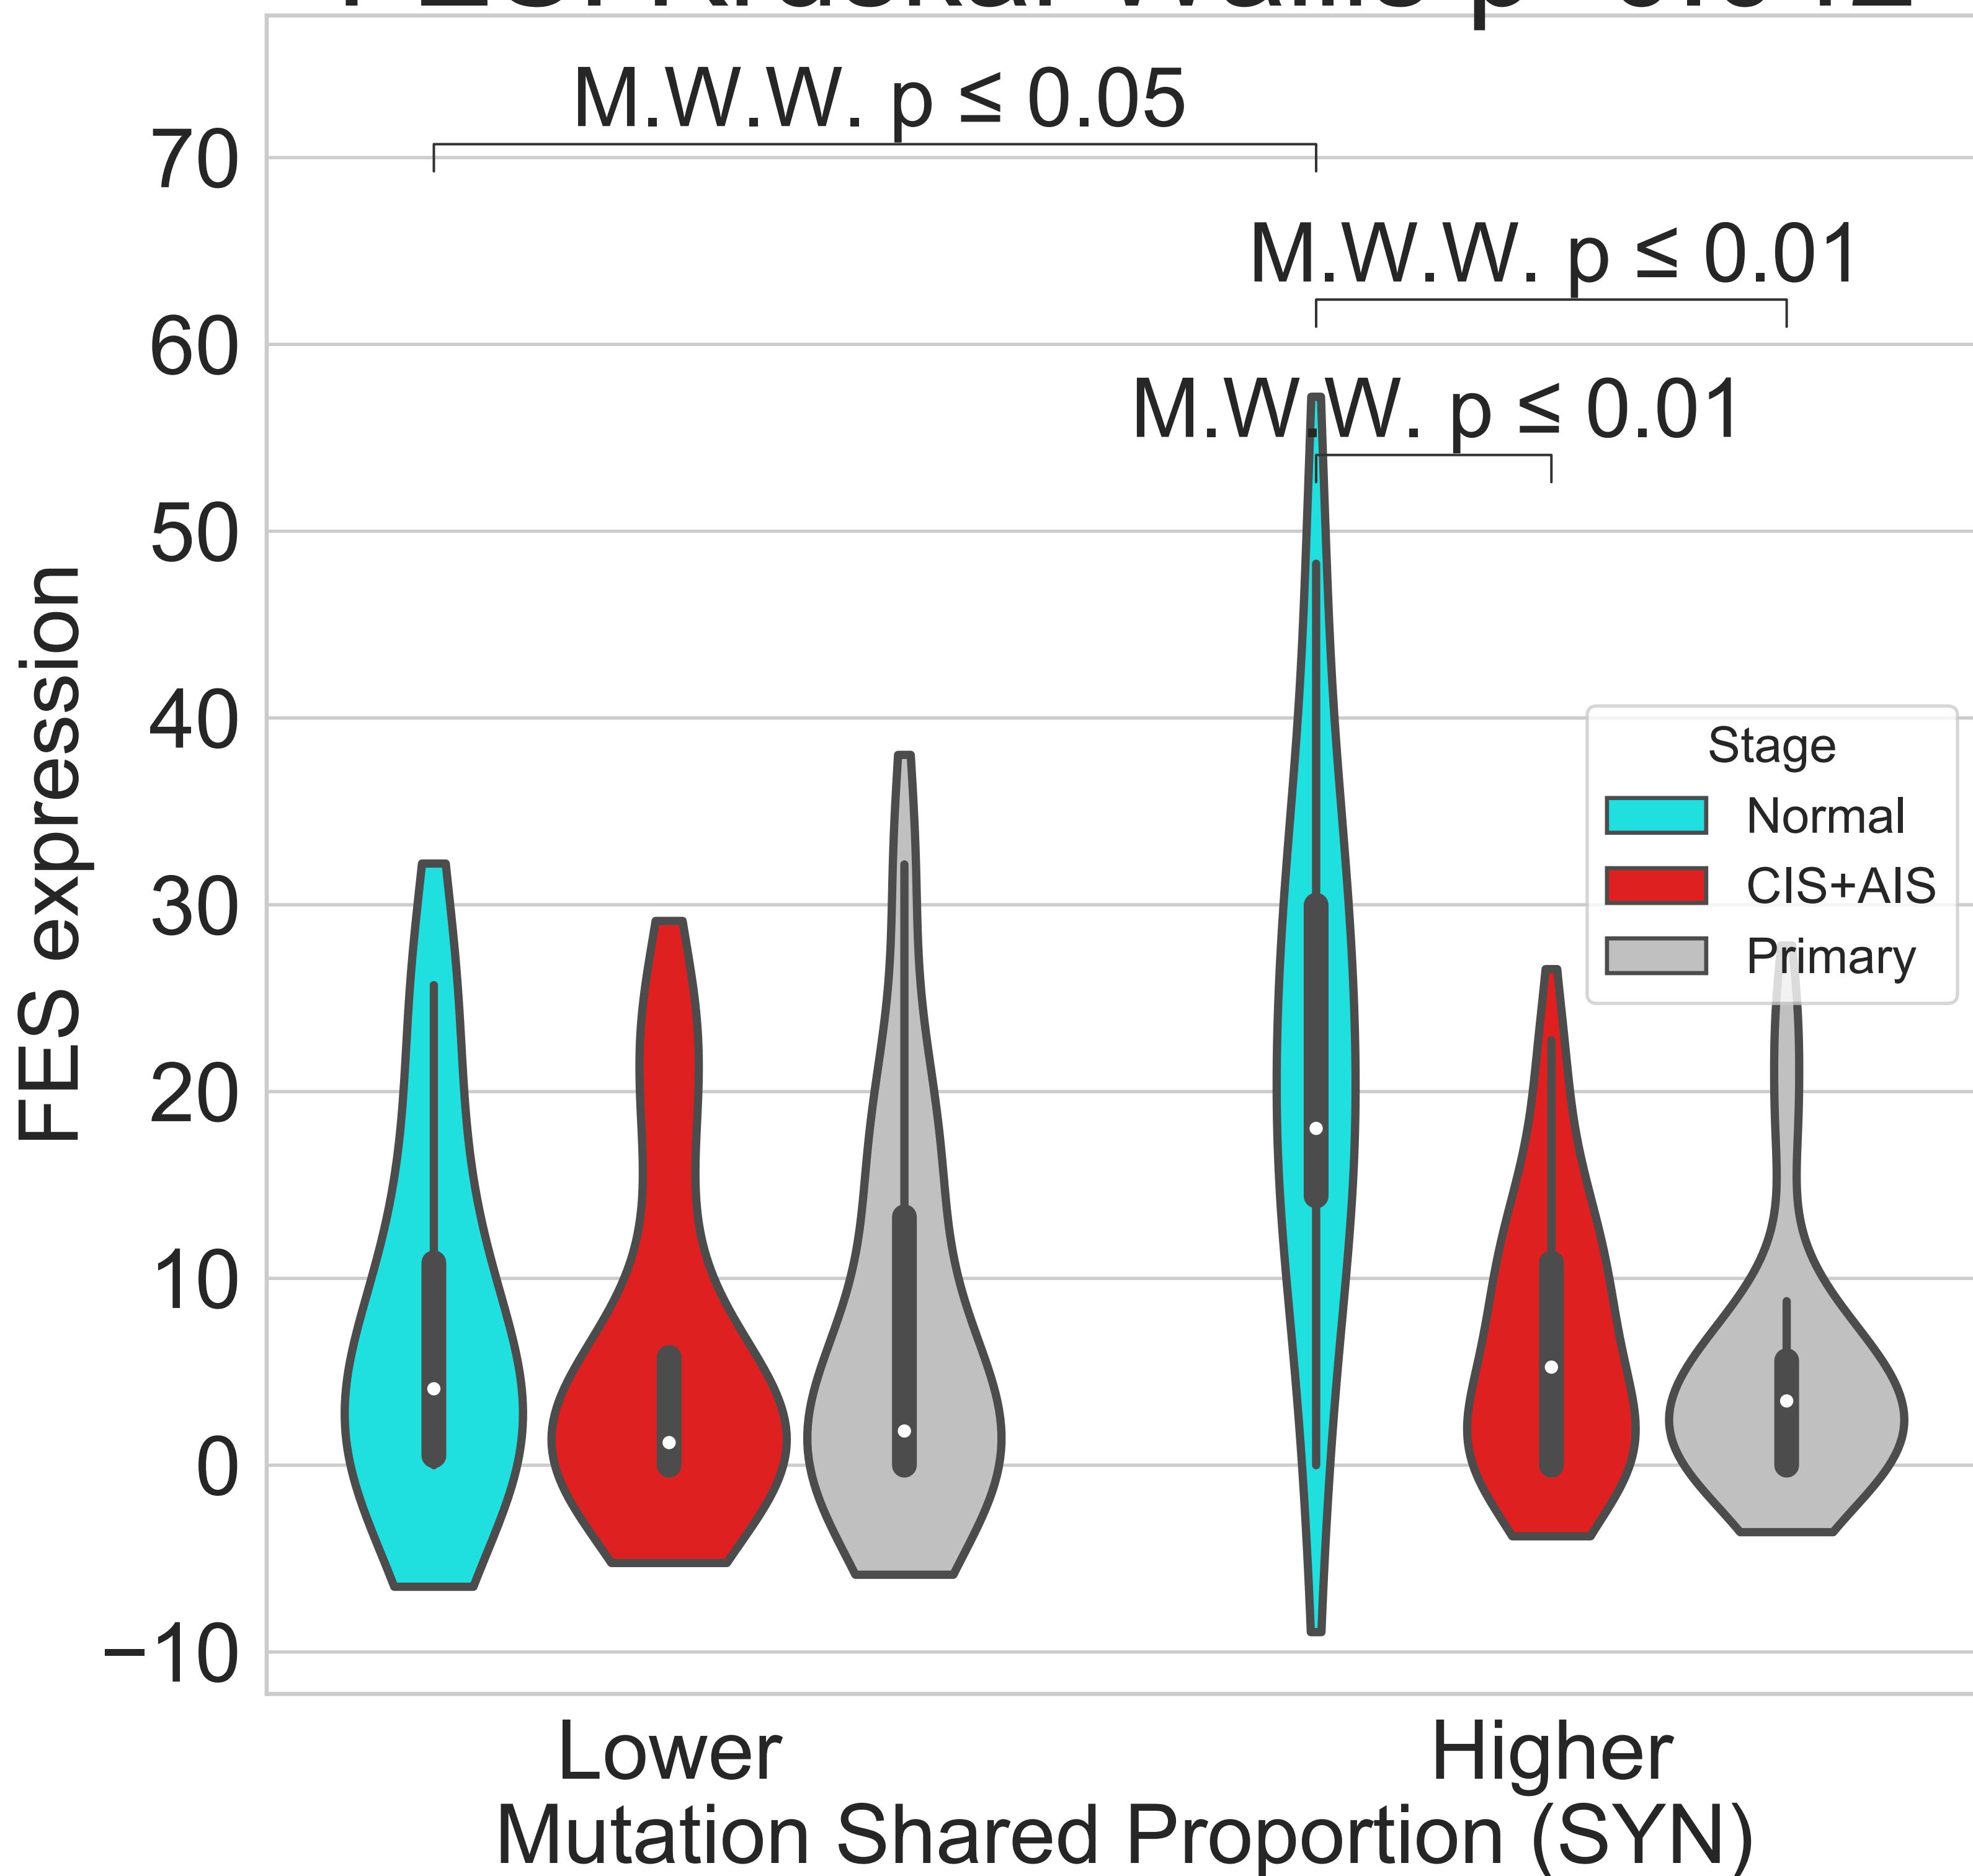 M.W.W. p ≤ 0.05
70
M.W.W. p ≤ 0.01
60
M.W.W. p ≤ 0.01
50
40
30
20
10
0
−10
FES expression
Stage
Normal
CIS+AIS
Primary
Lower
Higher
Mutation Shared Proportion (SYN)